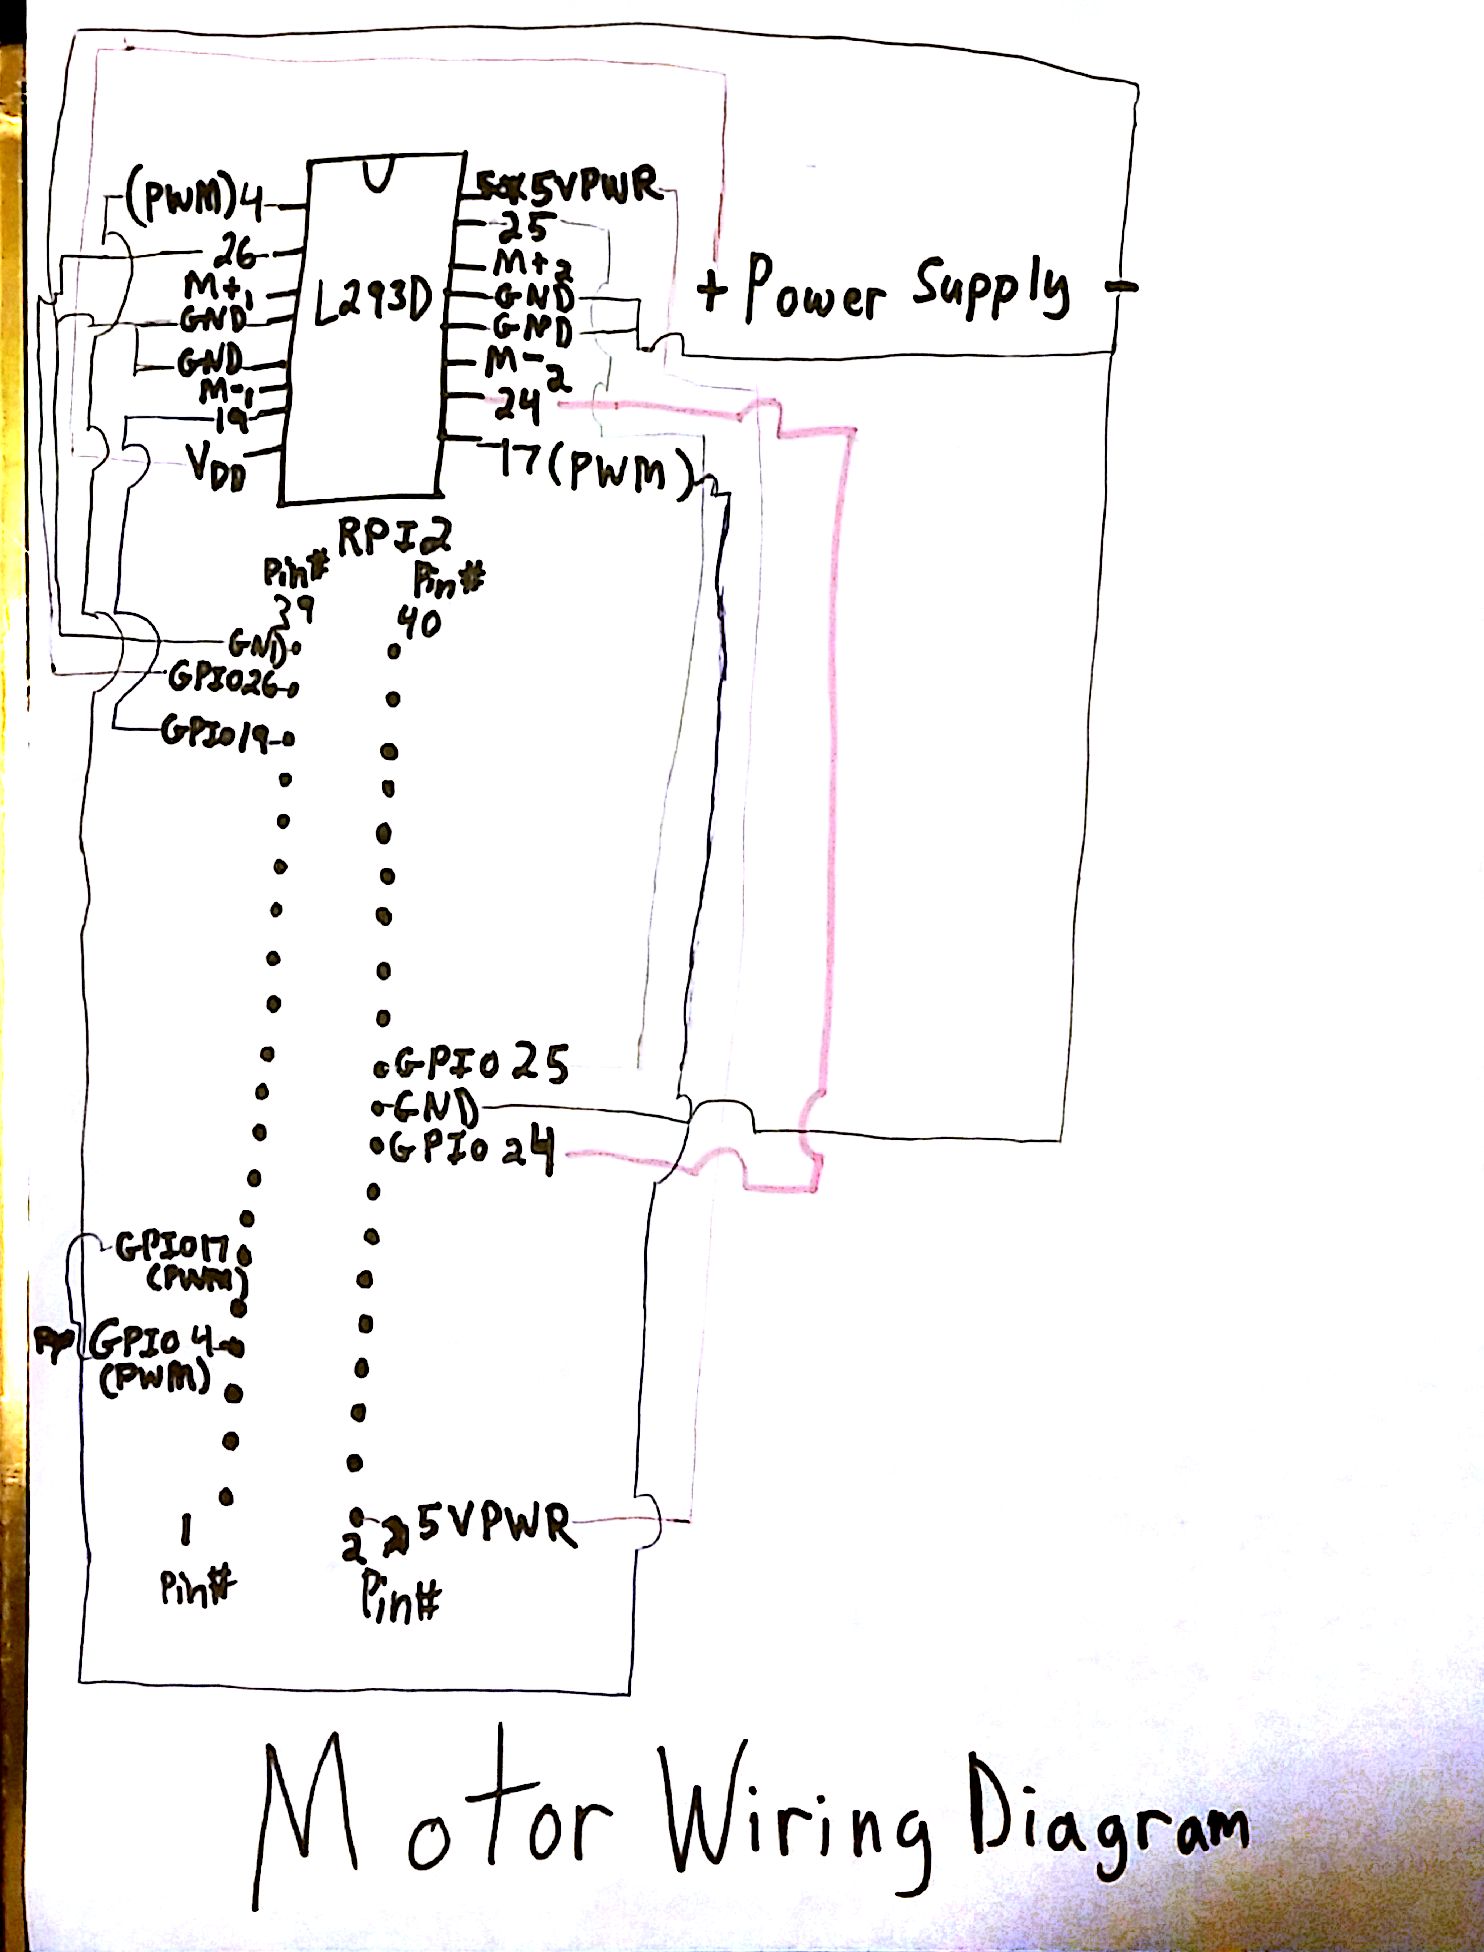 (PWM)4
26
M+1
GND
GND
M-1
19
VDD
L293D
5VPWR
25
M+2
GND
GND
M-2
24
17(PWM)
+ Power Supply -
RPI2
Pin#
39
Pin#
40
GND
GPIO26
GPIO19
GPIO 25
GND
GPIO 24
GPIO17
(PWM)
GPIO 4
(PWM)
1
Pin#
2
5VPWR
Pin#
Motor Wiring Diagram